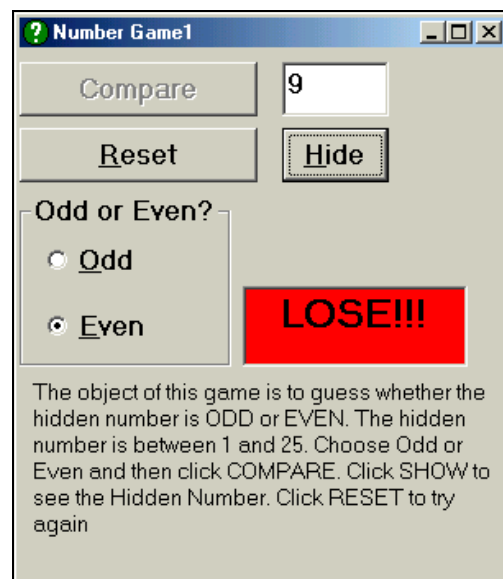 Number Game1
Compare
9
Reset
Hide
Odd or Even?
Odd
Even
LOSE!!!
The object of this game is to guess whether the
hidden number is ODD or EVEN. The hidden
number is between 1 and 25. Choose Odd or
Even and then click COMPARE. Click SHOW to
see the Hidden Number. Click RESET to try
again